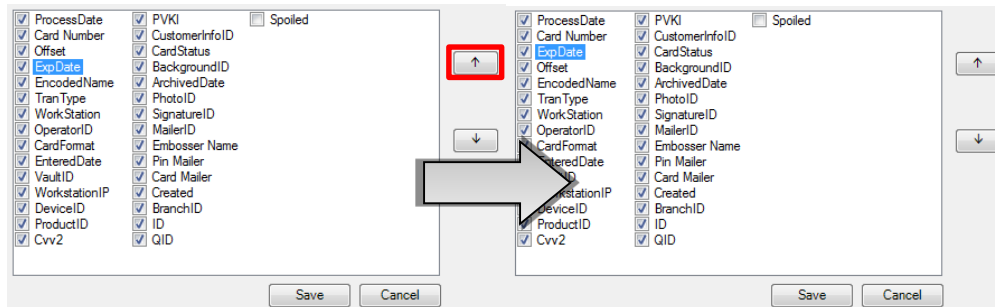 ProcessDate
Card Number
Offset
ExpDate
EncodedName
TranType
WorkStation
OperatorID
CardFormat
EnteredDate
VaultID
WorkstationIP
DeviceID
ProductID
Cvv2
PVKI
CustomerInfoID
CardStatus
BackgroundID
ArchivedDate
PhotoID
SignatureID
MailerID
Embosser Name
Pin Mailer
Card Mailer
Created
BranchID
ID
QID
Spoiled
↑
↓
Save
Cancel
ProcessDate
Card Number
ExpDate
Offset
EncodedName
TranType
WorkStation
OperatorID
CardFormat
DeviceID
ProductID
Cvv2
PVKI
CustomerInfoID
CardStatus
BackgroundID
ArchivedDate
PhotoID
SignatureID
MailerID
Embosser Name
Pin Mailer
Card Mailer
Created
BranchID
ID
QID
Spoiled
↑
↓
Save
Cancel